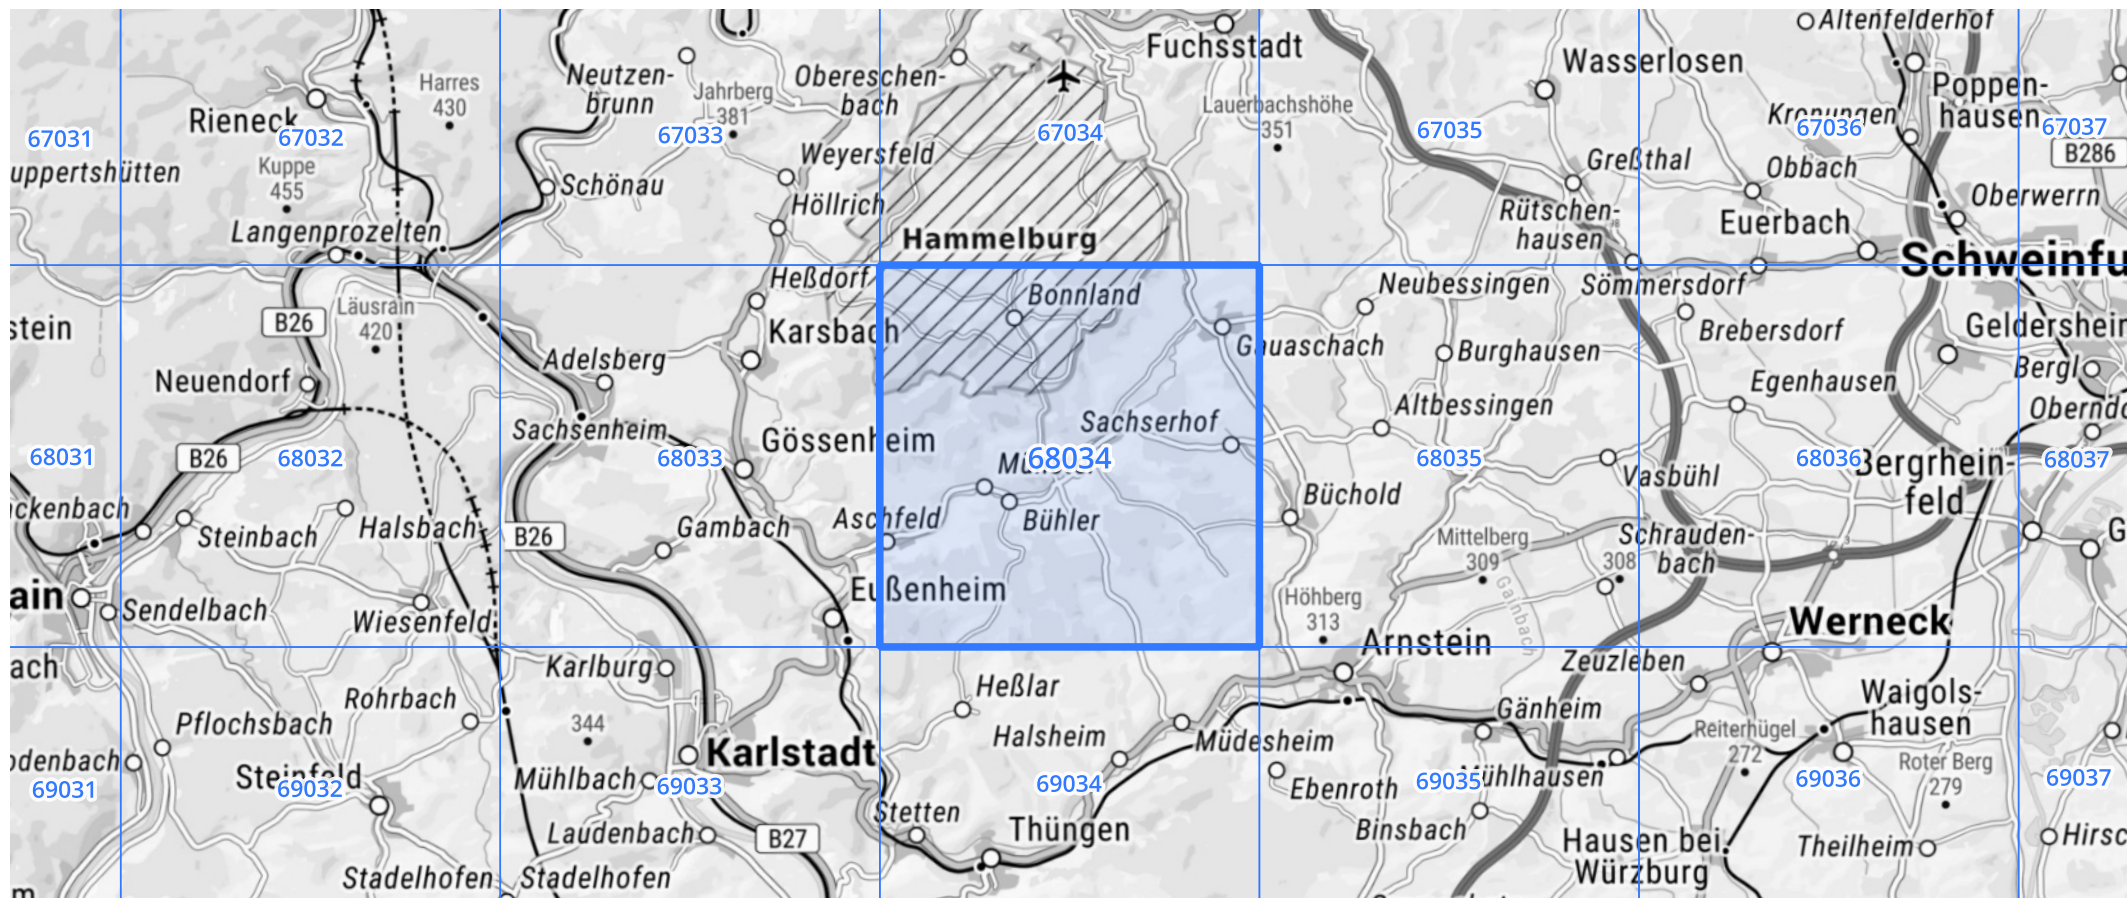 Altenfelderhof
Fuchsstadt
Wasserlosen
Neutzen-
brunn
Obereschen-
bach
Harres
430
Jahrberg
381
Poppen-
hausen
Lauerbachshöhe
351
Rieneck
Kronungen
67031
67032
67033
67034
67035
67036
67037
B286
Weyersfeld
Greßthal
Obbach
uppertshütten
Kuppe
455
Schönau
Oberwerrn
Höllrich
Rütschen-
hausen
Euerbach
Langenprozelten
Hammelburg
Schweinfu
Heßdorf
Neubessingen
Sömmersdorf
Bonnland
Läusrain
420
B26
stein
Karsbach
Gauaschach
Brebersdorf
Geldershein
Burghausen
Adelsberg
Bergl
Neuendorf
Egenhausen
Altbessingen
Oberndo
Sachserhof
Sachsenheim
Gössenheim
68031
B26
68032
68033
68034
68035
68036
68037
Bergrhein-
feld
Vasbühl
Büchold
ckenbach
Steinbach
Halsbach
B26
Gambach
Aschfeld
Bühler
Mittelberg
309
308
Schrauden-
bach
G
ain
Sendelbach
Wiesenfeld
Eußenheim
Höhberg
313
Gainbach
Werneck
Arnstein
ach
Karlburg
Zeuzleben
Rohrbach
Heßlar
Waigols-
hausen
Pflochsbach
344
Gänheim
Reiterhügel
272
odenbach
Halsheim
Müdesheim
Karlstadt
Roter Berg
279
Steinfeld
Mühlbach
Ebenroth
Mühlhausen
69031
69032
69033
69034
69035
69036
69037
Stetten
Thüngen
Binsbach
Laudenbach
B27
Hausen bei
Würzburg
Theilheim
Hirsc
Stadelhofen
Stadelhofen
m